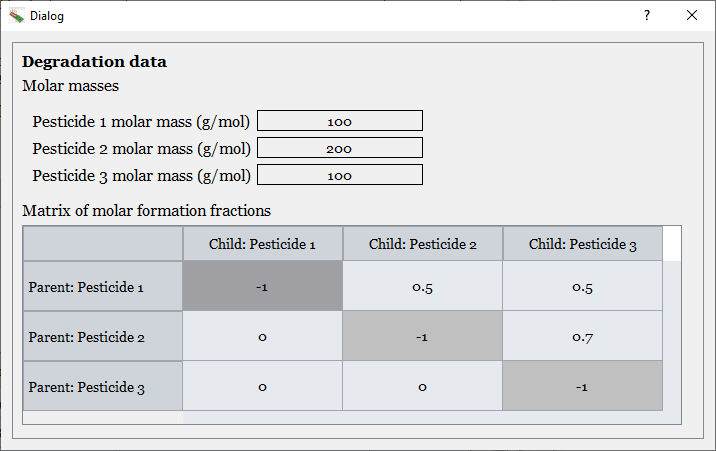 Dialog
Degradation data
Molar masses
Pesticide 1 molar mass (g/mol) 100
Pesticide 2 molar mass (g/mol) 200
Pesticide 3 molar mass (g/mol) 100
Matrix of molar formation fractions
Child: Pesticide 1 Child: Pesticide 2 Child: Pesticide 3
Parent: Pesticide 1 -1 0.5 0.5
Parent: Pesticide 2 0 -1 0.7
Parent: Pesticide 3 0 0 -1